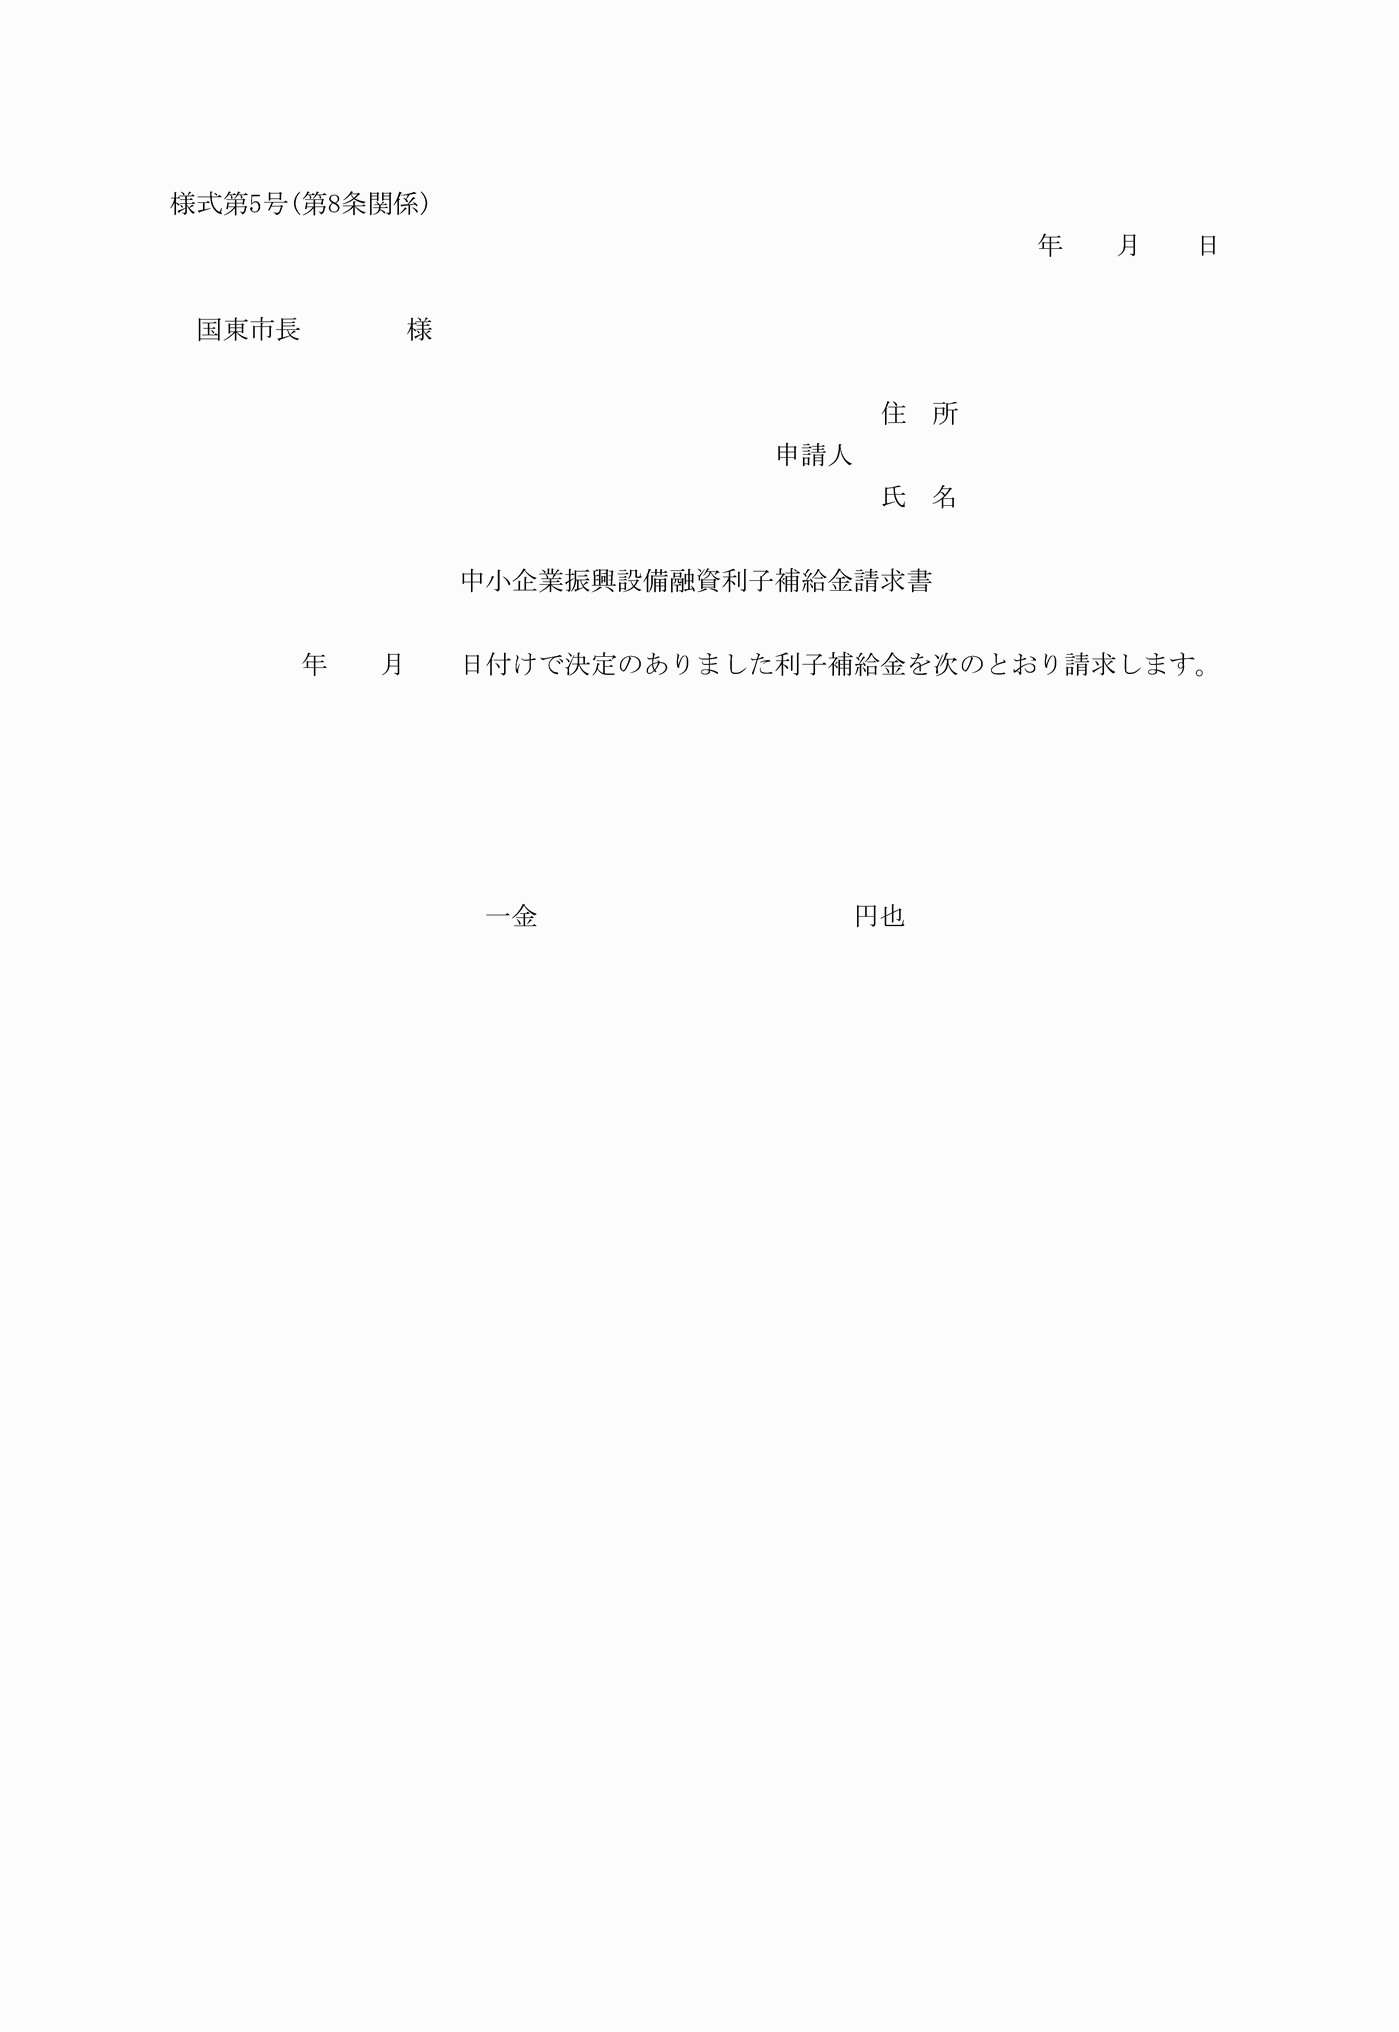 様式第5号(第8条関係)
年　　月　　日
国東市長　　　　様
住　所
申請人
氏　名
中小企業振興設備融資利子補給金請求書
年　　月　　日付けで決定のありました利子補給金を次のとおり請求します。
一金　　　　　　　　　　　　円也